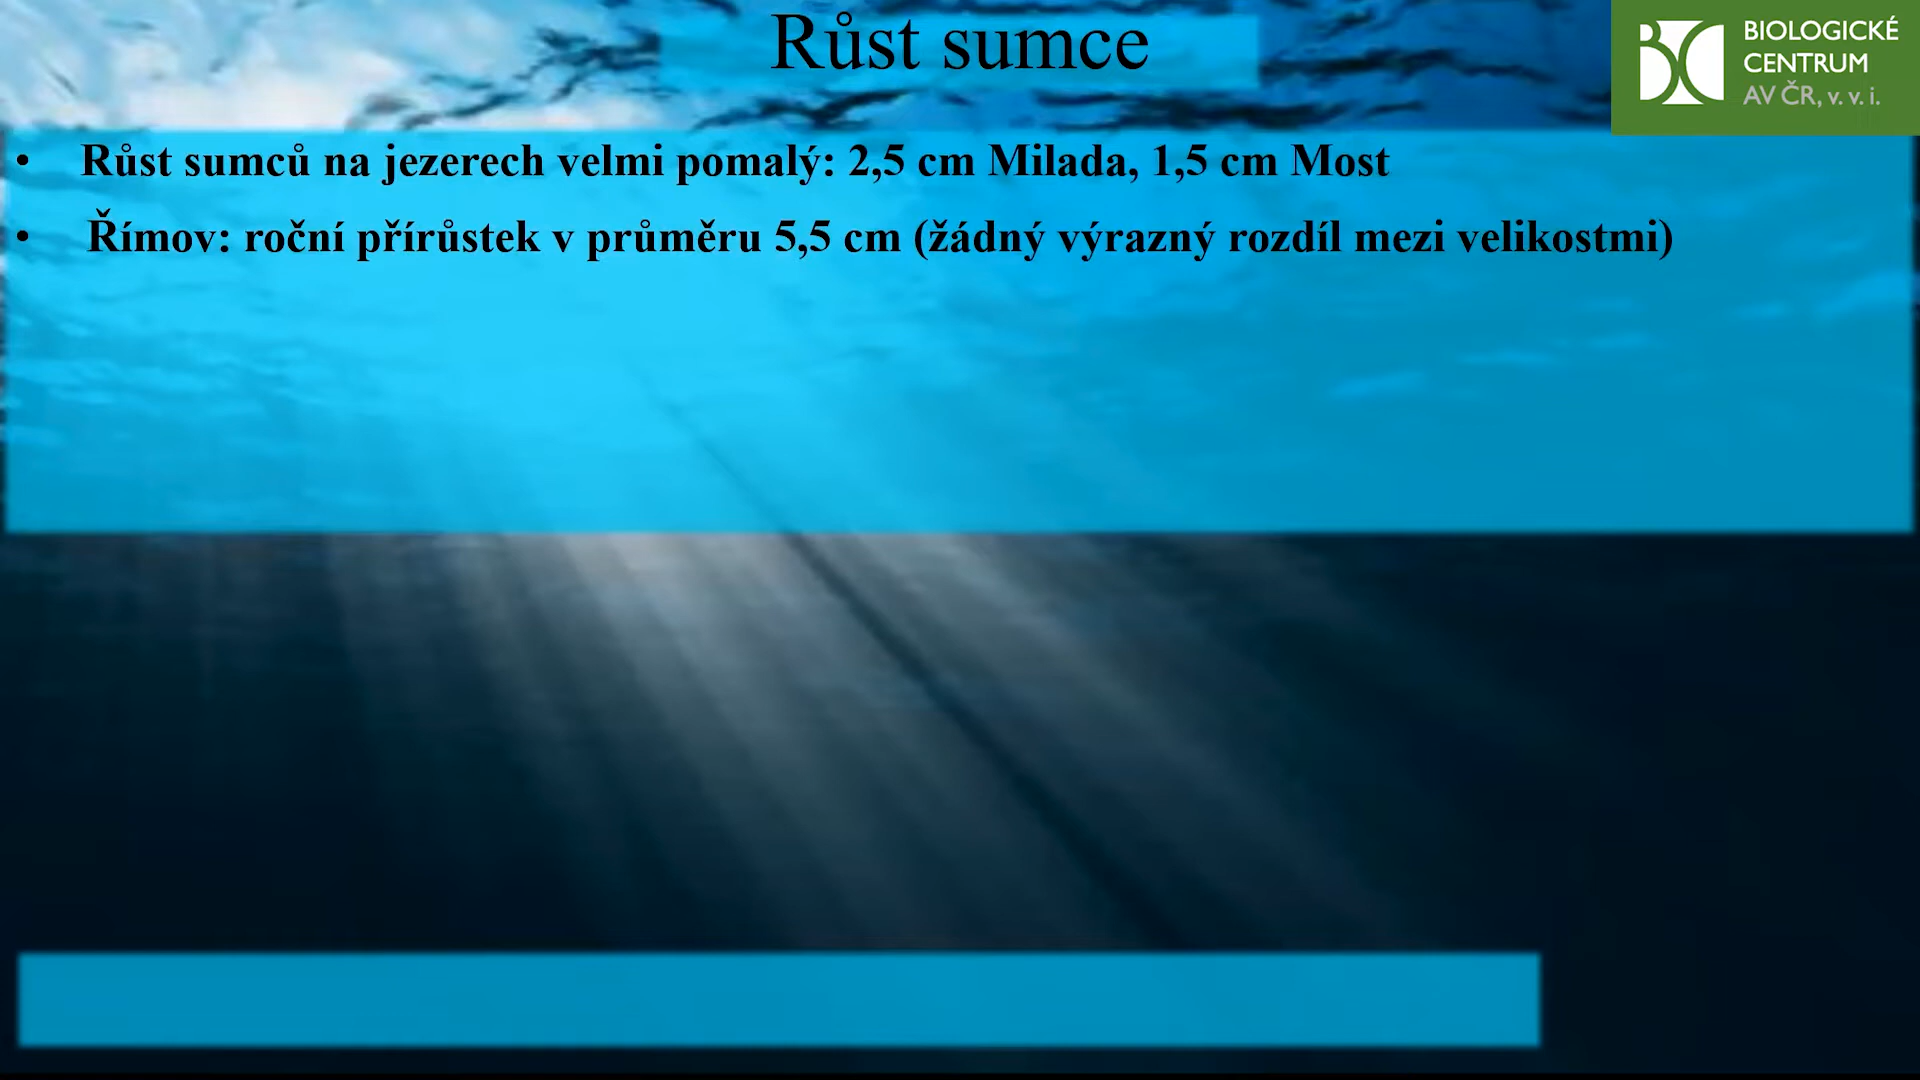 Růst sumce
BIOLOGICKÉ
CENTRUM
AV ČR, v. v. i.
• Růst sumců na jezerech velmi pomalý: 2,5 cm Milada, 1,5 cm Most
• Římov: roční přírůstek v průměru 5,5 cm (žádný výrazný rozdíl mezi velikostmi)